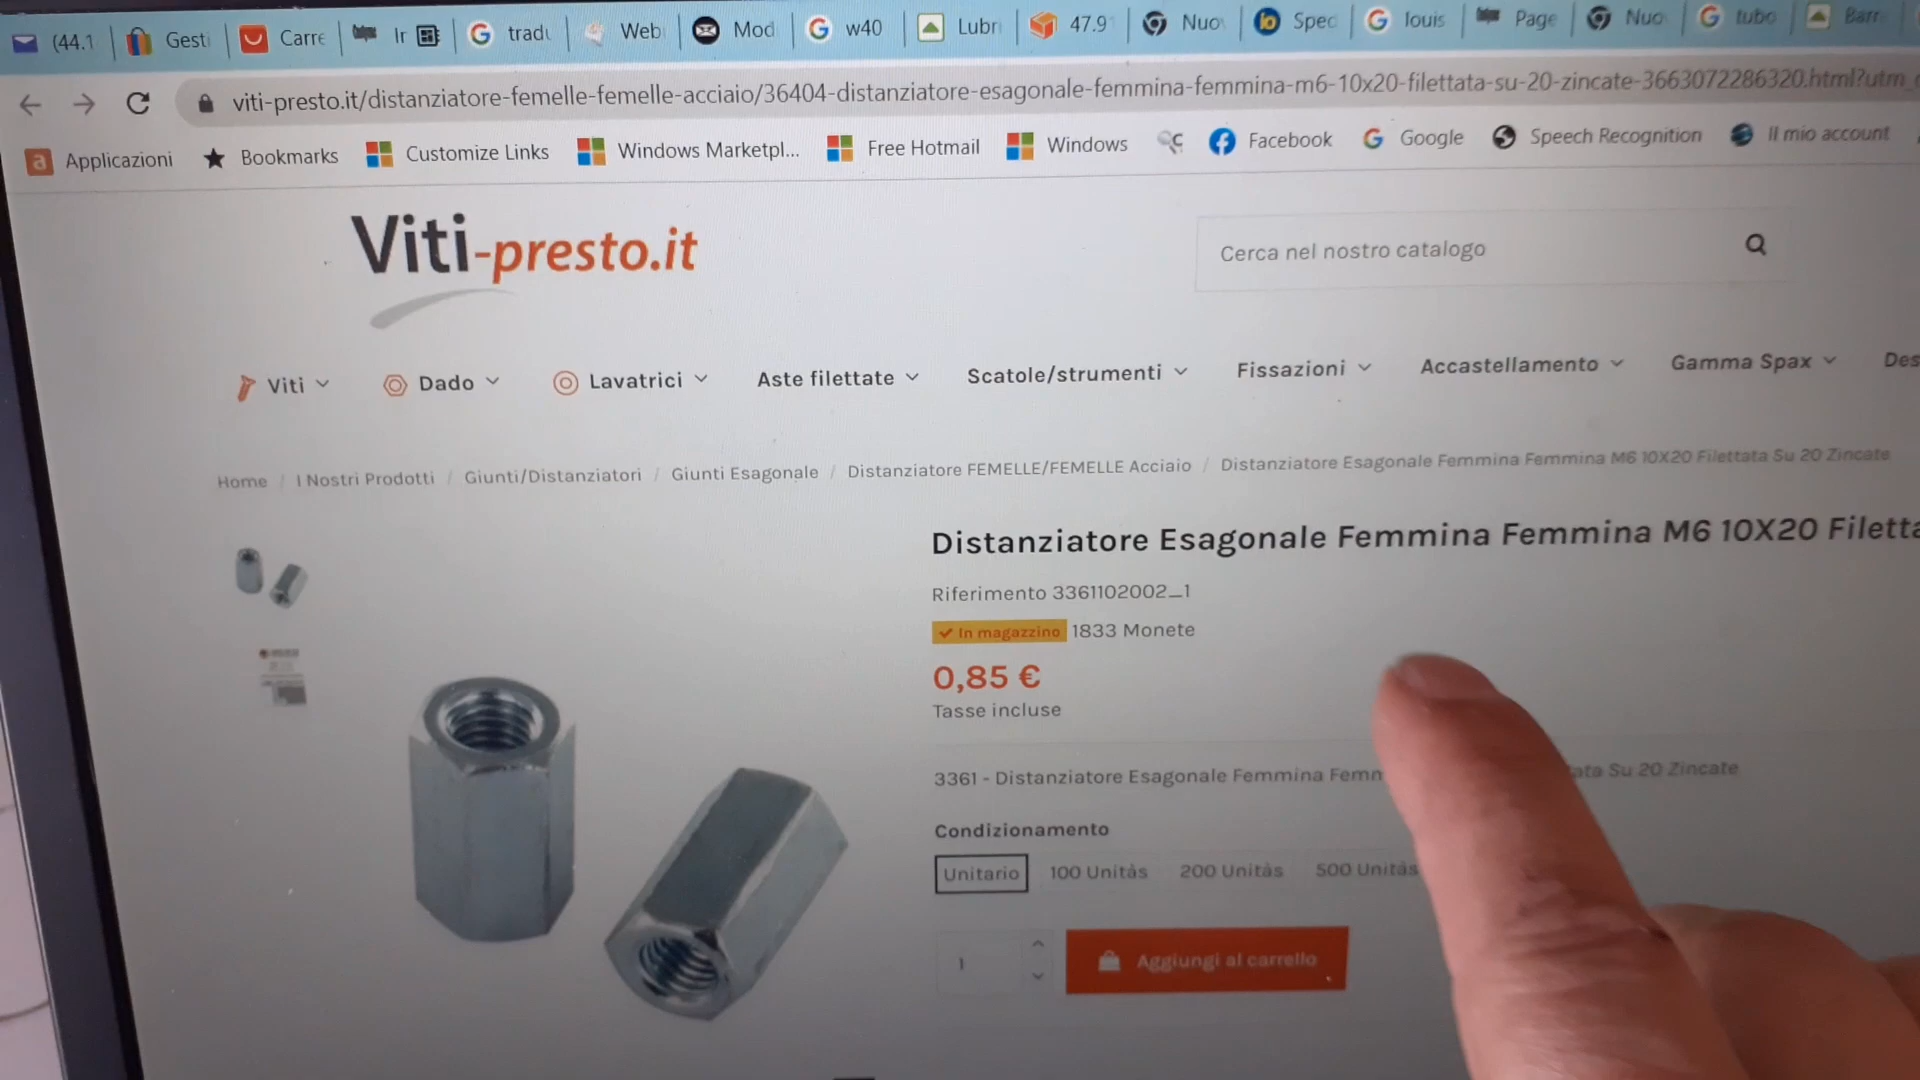 (44.1 Gest Carre Ir tradu Web Mod w40 Lubri 47.9 Nuo Spec louis Page Nuo tubo Barr
viti-presto.it/distanziatore-femelle-femelle-acciaio/36404-distanziatore-esagonale-femmina-femmina-m6-10x20-filettata-su-20-zincate-3663072286320.html?utm_
Applicazioni Bookmarks Customize Links Windows Marketpl... Free Hotmail Windows Facebook Google Speech Recognition Il mio account
Viti-presto.it
Cerca nel nostro catalogo
Viti Dado Lavatrici Aste filettate Scatole/strumenti Fissazioni Accastellamento Gamma Spax Des
Home / I Nostri Prodotti / Giunti/Distanziatori / Giunti Esagonale / Distanziatore FEMELLE/FEMELLE Acciaio / Distanziatore Esagonale Femmina Femmina M6 10X20 Filettata Su 20 Zincate
Distanziatore Esagonale Femmina Femmina M6 10X20 Filetta
Riferimento 3361102002_1
In magazzino 1833 Monete
0,85 €
Tasse incluse
3361 - Distanziatore Esagonale Femmina Femn ata Su 20 Zincate
Condizionamento
Unitario 100 Unitàs 200 Unitàs 500 Unitàs
1 Aggiungi al carrello